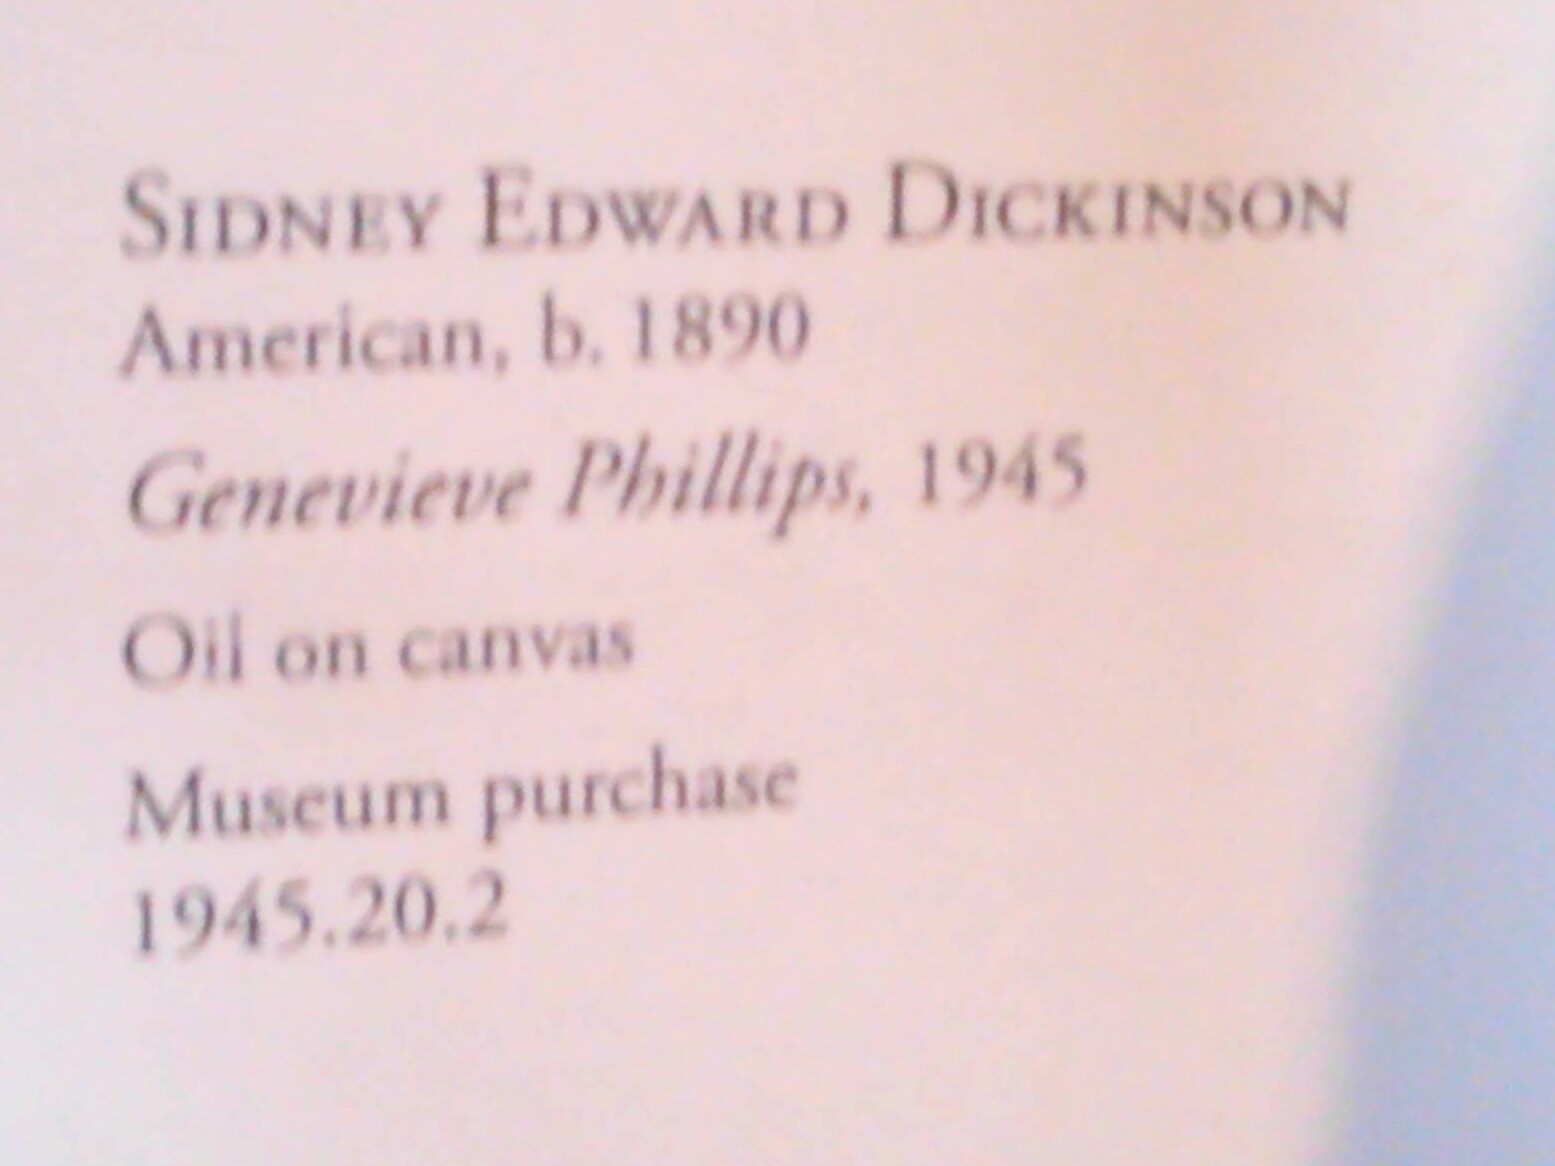 SIDNEY EDWARD DICKINSON
American, b. 1890
Genevieve Phillips, 1945
Oil on canvas
Museum purchase
1945.20.2